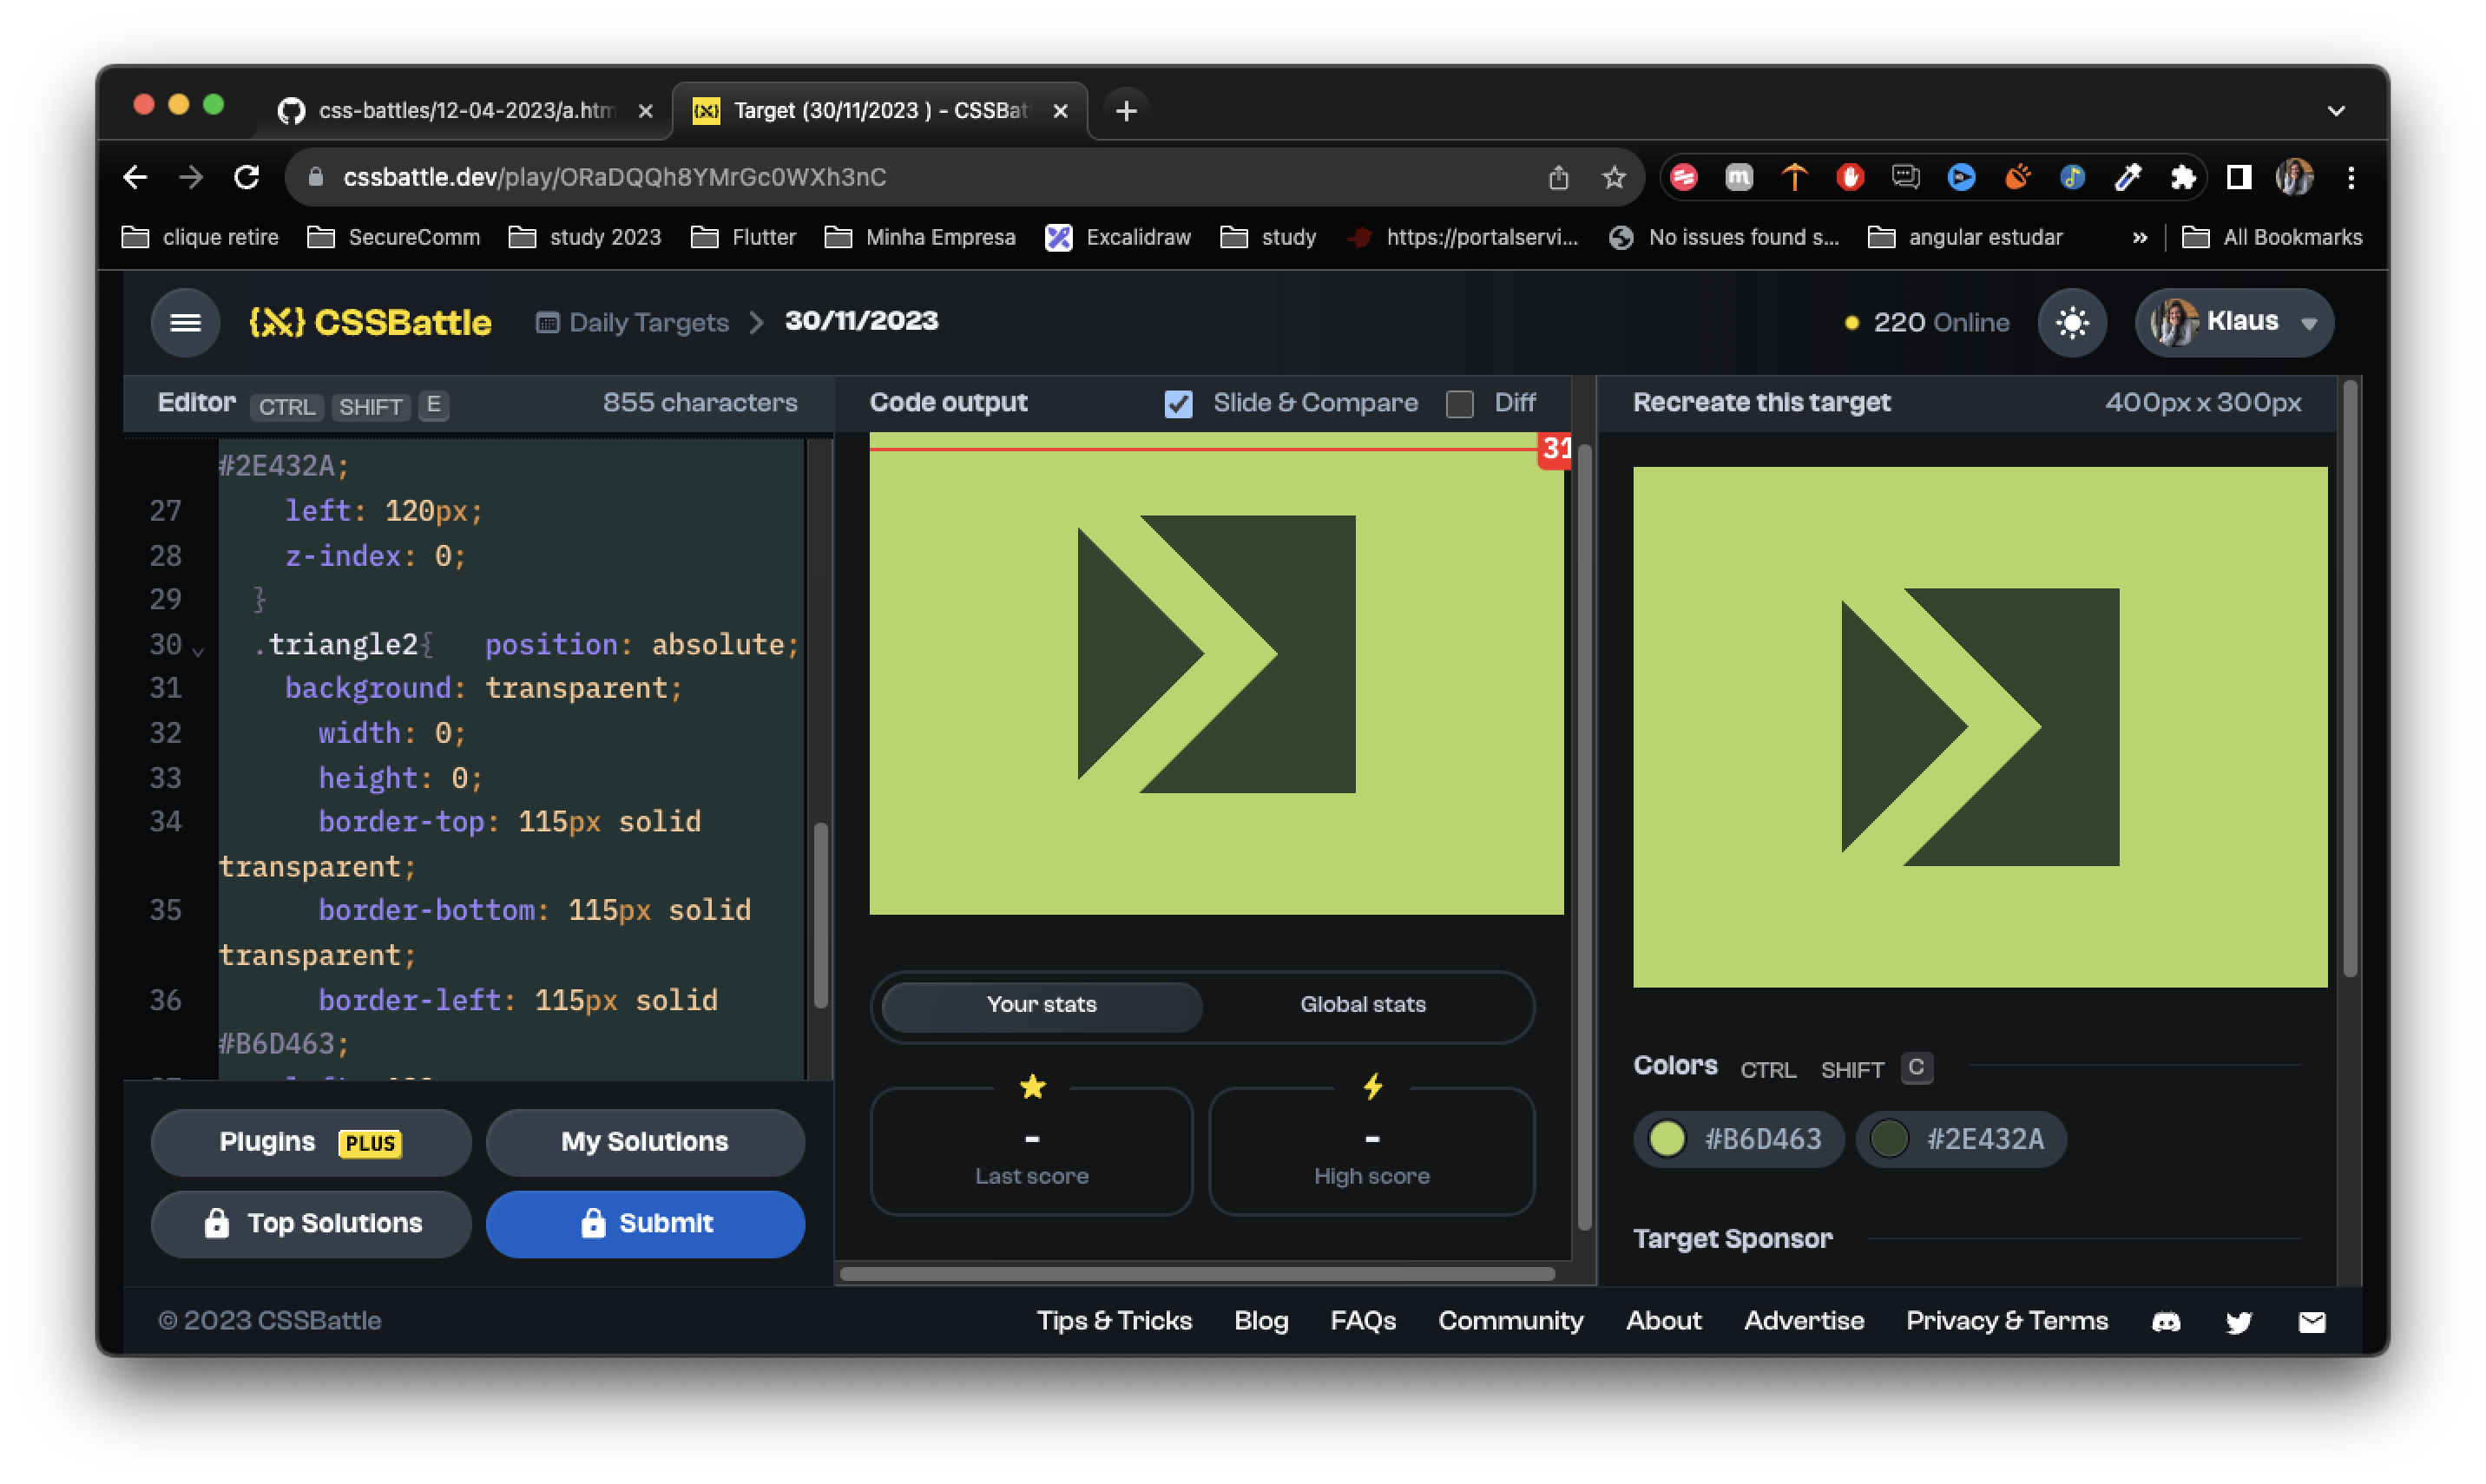 css-battles/12-04-2023/a.htm
Target (30/11/2023 ) - CSSBat
cssbattle.dev/play/ORaDQQh8YMrGc0WXh3nC
clique retire SecureComm study 2023 Flutter Minha Empresa Excalidraw study https://portalservi... No issues found s... angular estudar » All Bookmarks
CSSBattle Daily Targets 30/11/2023 220 Online Klaus
Editor CTRL SHIFT E 855 characters
#2E432A;
27 left: 120px;
28 z-index: 0;
29 }
30 .triangle2{ position: absolute;
31 background: transparent;
32 width: 0;
33 height: 0;
34 border-top: 115px solid
transparent;
35 border-bottom: 115px solid
transparent;
36 border-left: 115px solid
#B6D463;
Plugins PLUS My Solutions
Top Solutions Submit
Code output Slide & Compare Diff
31
Your stats Global stats
- -
Last score High score
Recreate this target 400px x 300px
Colors CTRL SHIFT C
#B6D463 #2E432A
Target Sponsor
© 2023 CSSBattle Tips & Tricks Blog FAQs Community About Advertise Privacy & Terms